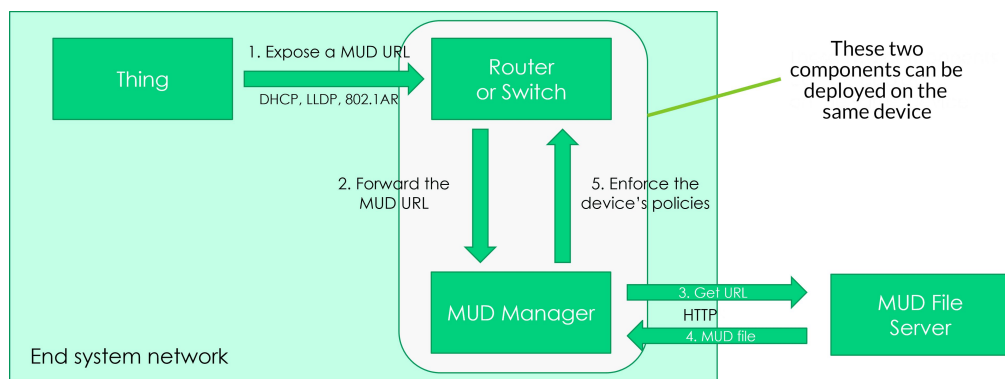 Thing
1. Expose a MUD URL
DHCP, LLDP, 802.1AR
Router
or Switch
These two
components can be
deployed on the
same device
2. Forward the
MUD URL
5. Enforce the
device's policies
MUD Manager
3. Get URL
HTTP
4. MUD file
MUD File
Server
End system network